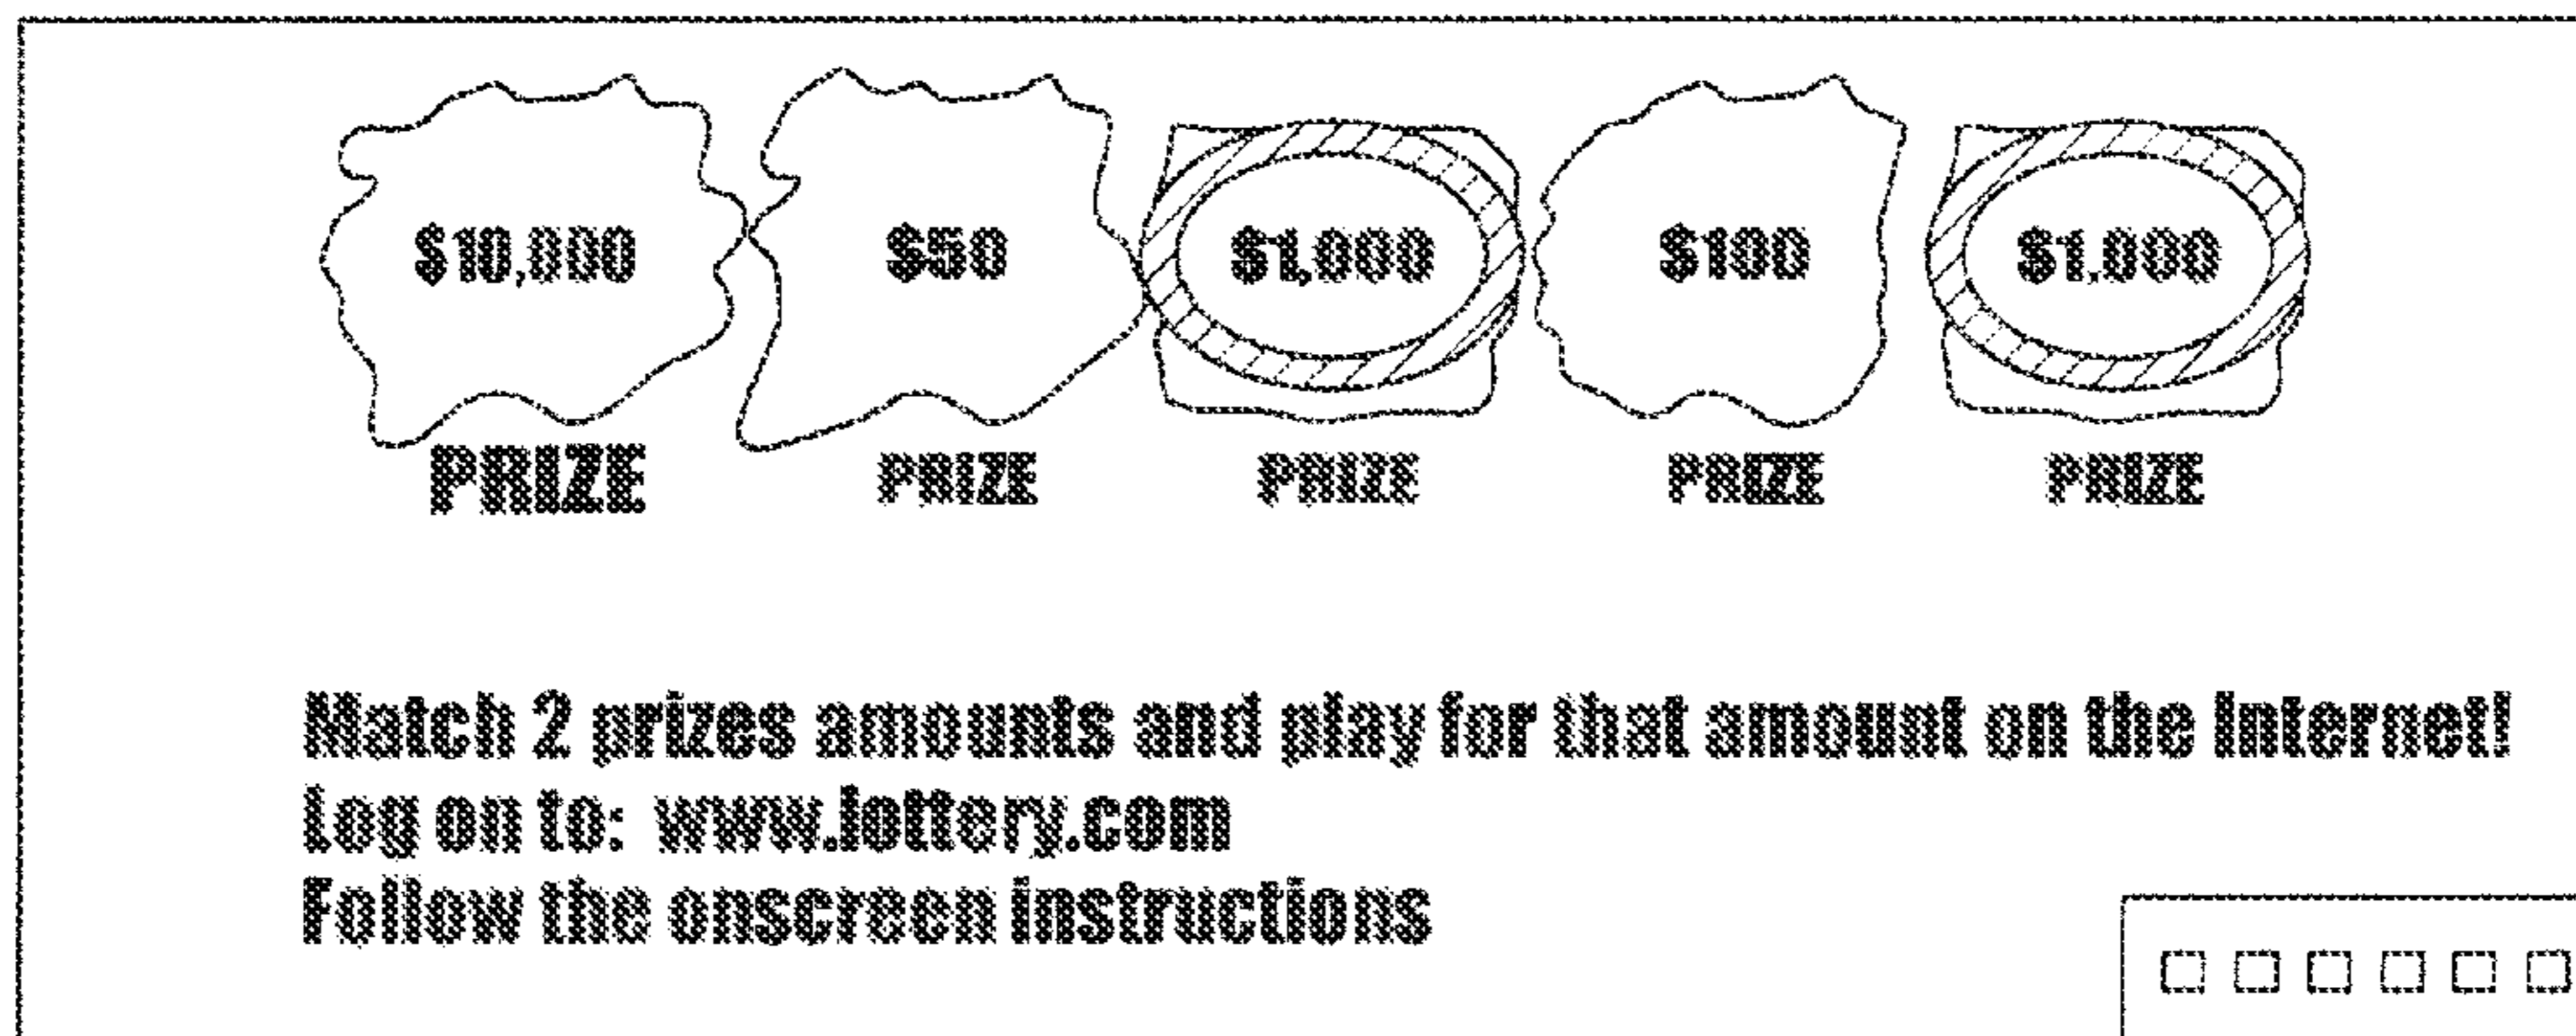 $10,000 $50 $1,000 $100 $1,000
PRIZE PRIZE PRIZE PRIZE PRIZE
Match 2 prizes amounts and play for that amount on the Internet!
Log on to: www.lottery.com
Follow the onscreen instructions